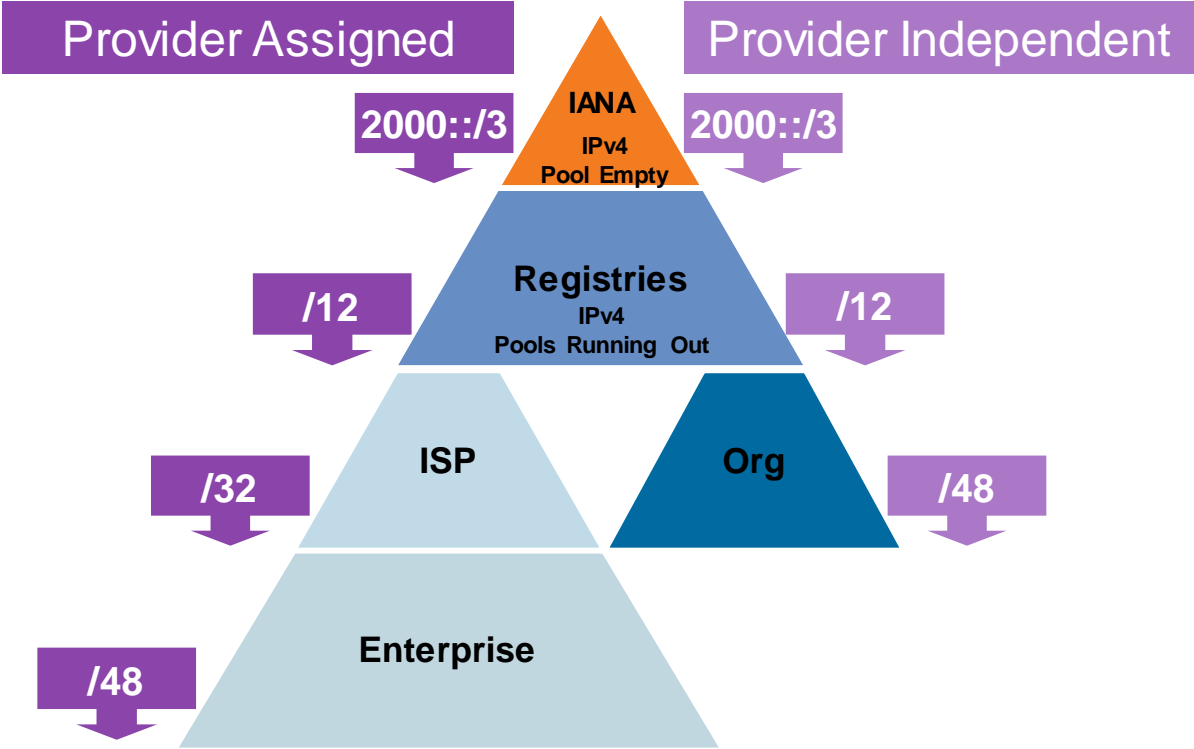 Provider Assigned
Provider Independent
IANA
2000::/3
2000::/3
IPv4
Pool Empty
Registries
/12
/12
IPv4
Pools Running Out
ISP
Org
/32
/48
Enterprise
/48